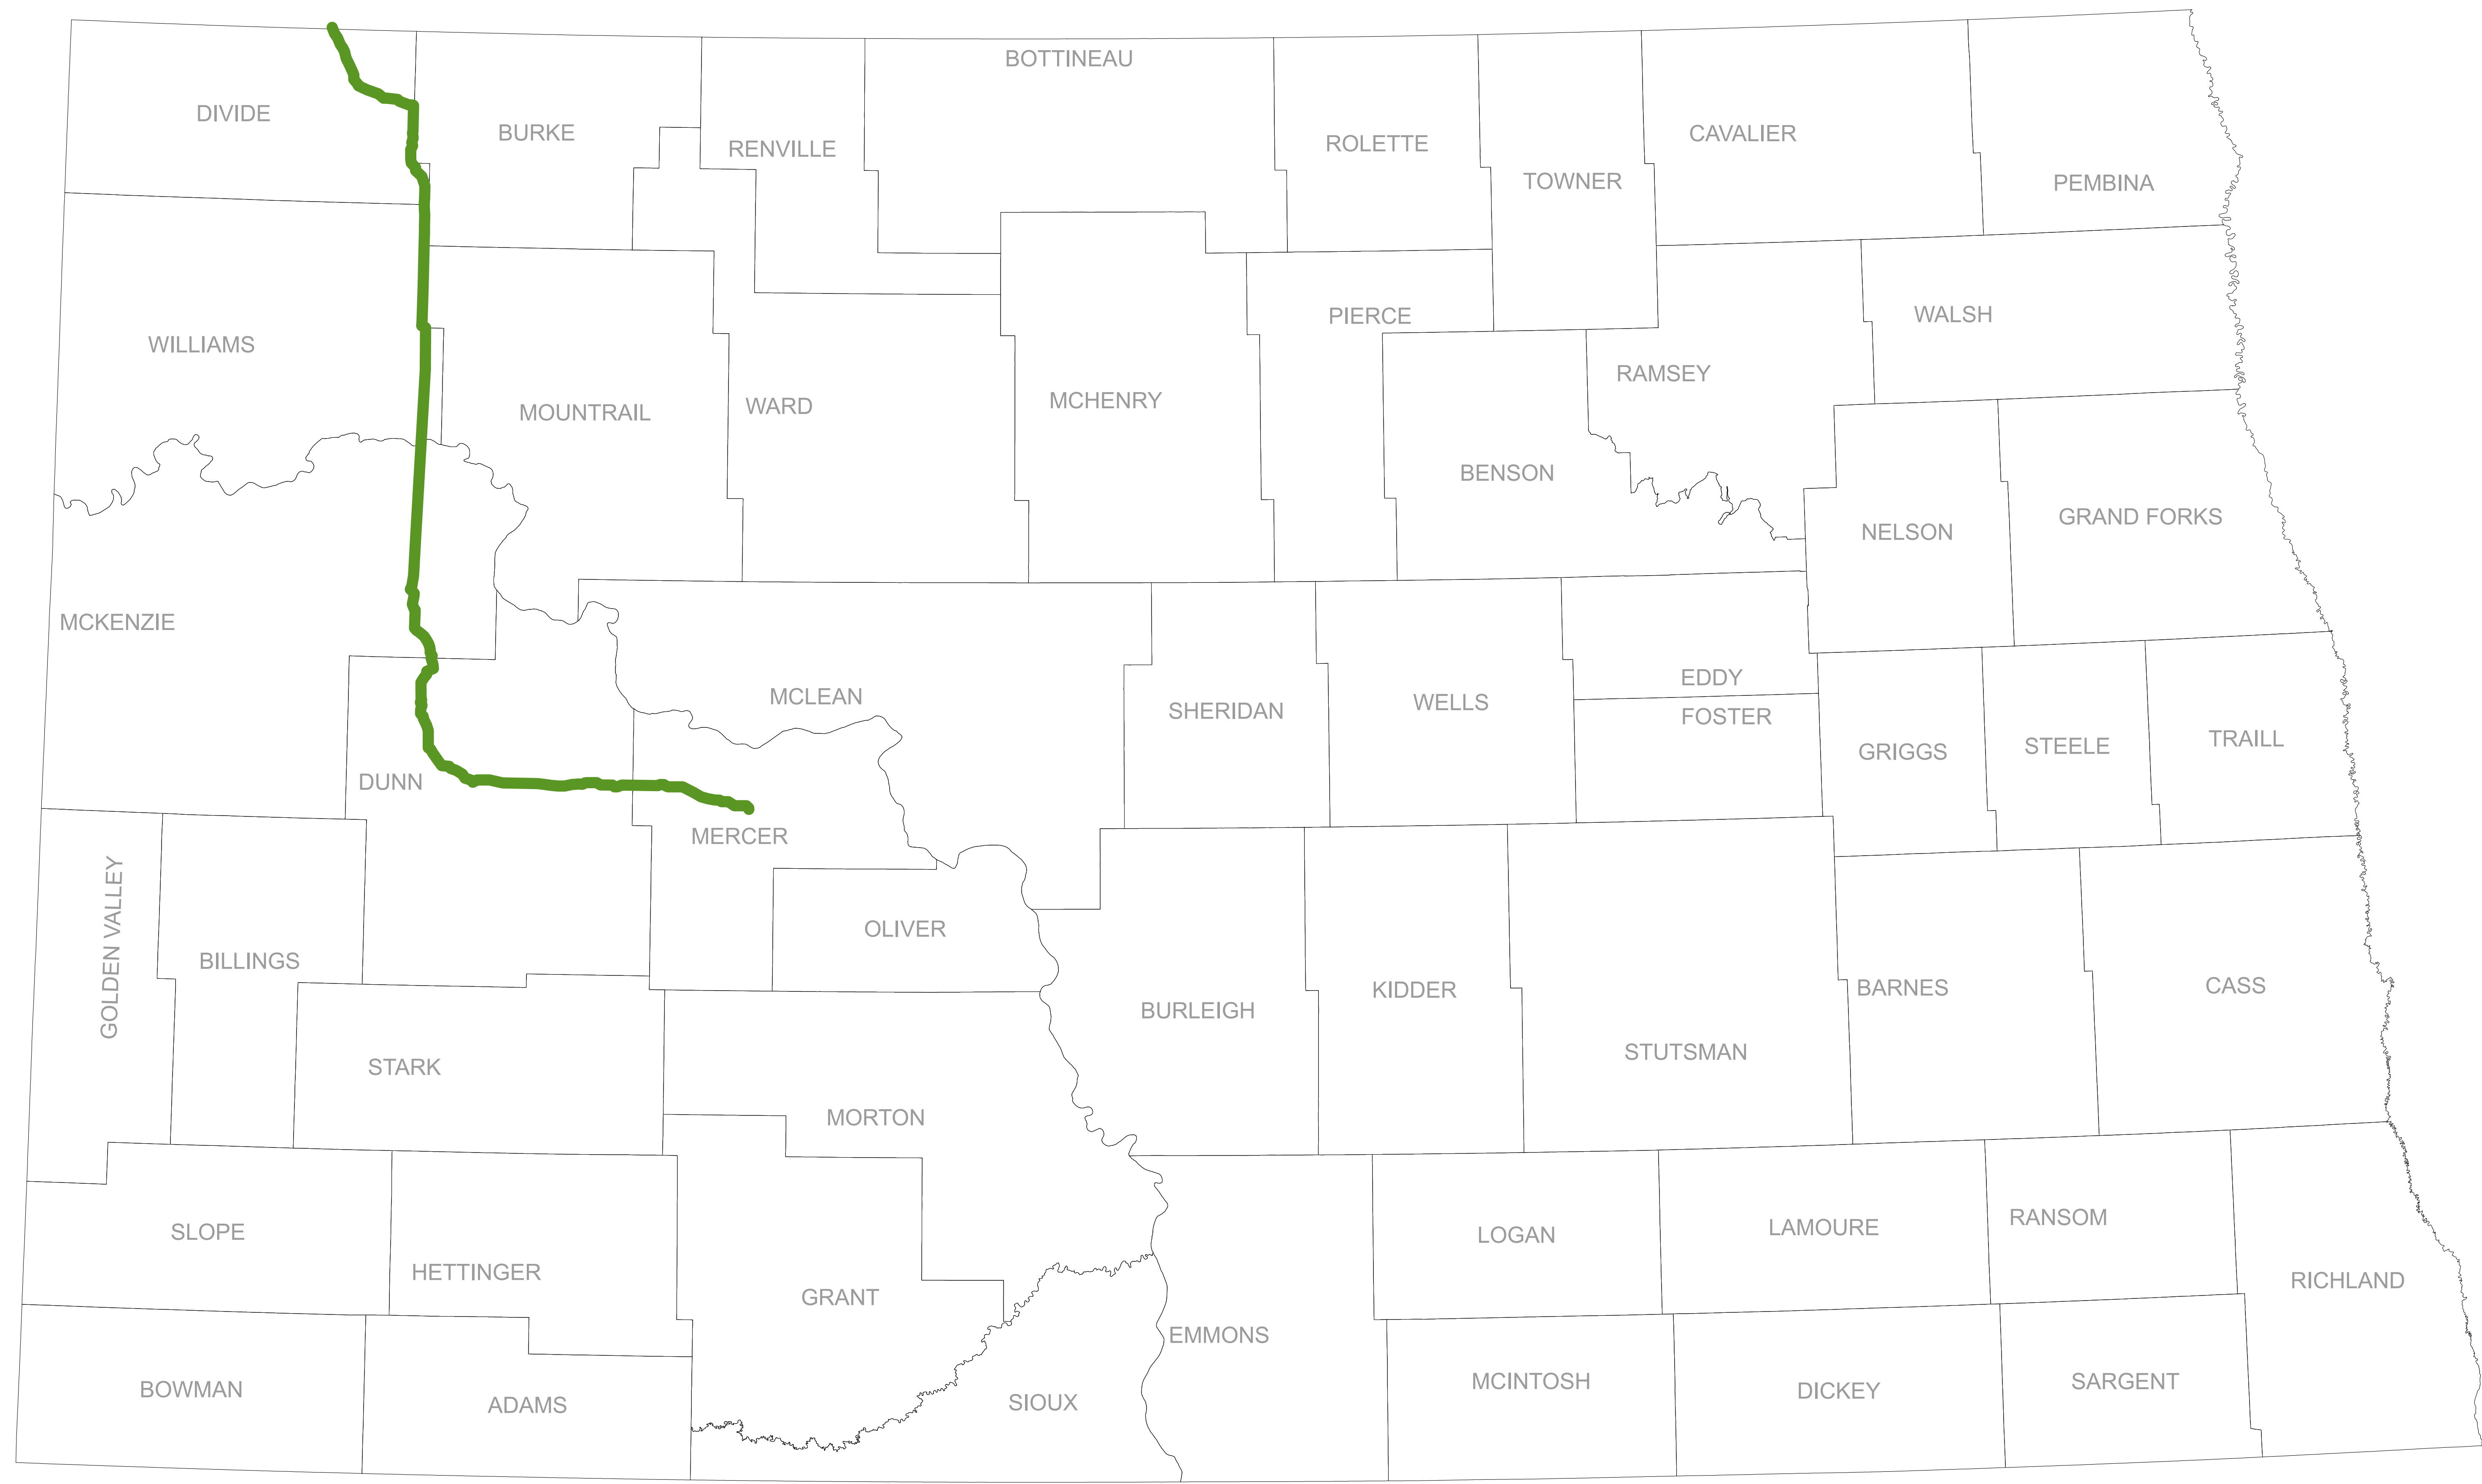 BOTTINEAU
DIVIDE
BURKE
RENVILLE
ROLETTE
CAVALIER
TOWNER
PEMBINA
WILLIAMS
PIERCE
WALSH
RAMSEY
MOUNTRAIL
WARD
MCHENRY
BENSON
NELSON
GRAND FORKS
MCKENZIE
MCLEAN
SHERIDAN
WELLS
EDDY
FOSTER
GRIGGS
STEELE
TRAILL
DUNN
MERCER
GOLDEN VALLEY
BILLINGS
OLIVER
BURLEIGH
KIDDER
BARNES
CASS
STARK
STUTSMAN
MORTON
SLOPE
HETTINGER
LOGAN
LAMOURE
RANSOM
GRANT
RICHLAND
EMMONS
BOWMAN
ADAMS
SIOUX
MCINTOSH
DICKEY
SARGENT